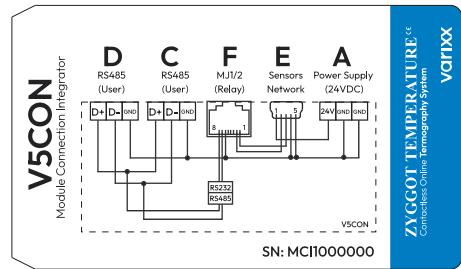 V5CON
Module Connection Integrator
D C F E A
RS485 RS485 MJ1/2 Sensors Power Supply
(User) (User) (Relay) Network (24VDC)
D+ D- GND D+ D- GND 8 1 1 5 24V GND GND
RS232
RS485
V5CON
SN: MCI1000000
ZYGGOT TEMPERATURE CE
Contactless Online Termography System
varixx